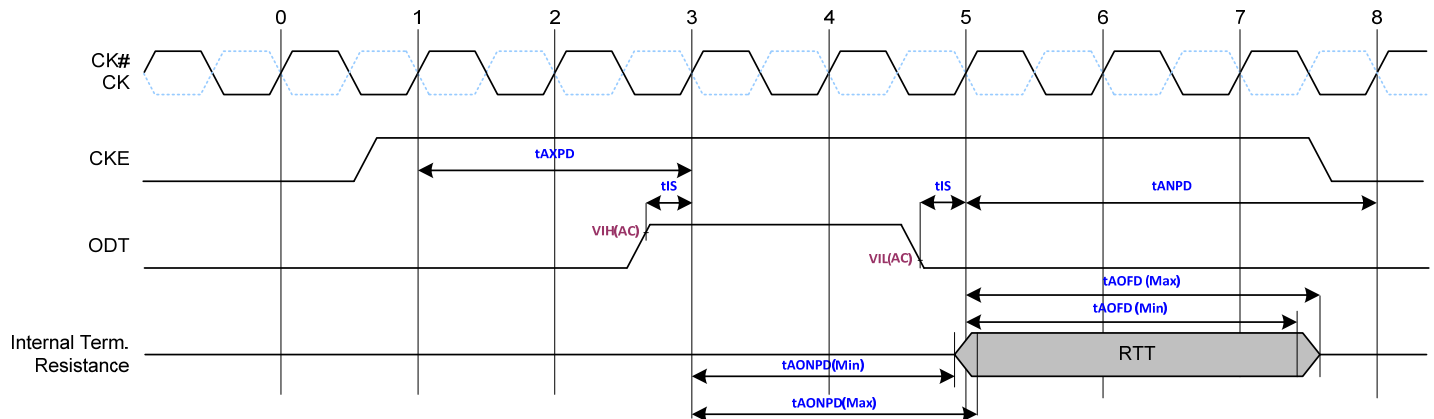 0 1 2 3 4 5 6 7 8
CK#
CK
CKE
tAXPD
tIS
tIS
tANPD
VIH(AC)
ODT
VIL(AC)
tAOFD (Max)
tAOFD (Min)
Internal Term.
Resistance
RTT
tAONPD(Min)
tAONPD(Max)